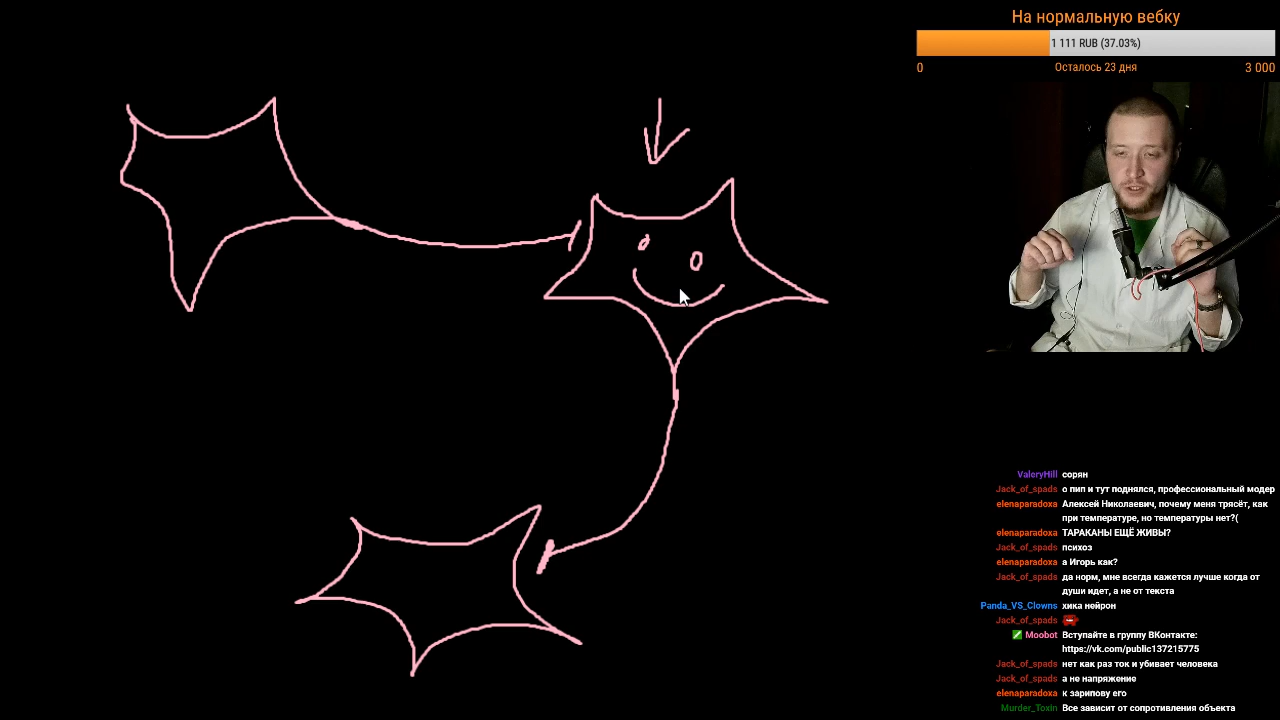 На нормальную вебку
1 111 RUB (37.03%)
0 Осталось 23 дня 3 000
ValeryHill сорян
Jack_of_spads о пип и тут поднялся, профессиональный модер
elenaparadoxa Алексей Николаевич, почему меня трясёт, как
при температуре, но температуры нет?(
elenaparadoxa ТАРАКАНЫ ЕЩЁ ЖИВЫ?
Jack_of_spads психоз
elenaparadoxa а Игорь как?
Jack_of_spads да норм, мне всегда кажется лучше когда от
души идет, а не от текста
Panda_VS_Clowns хика нейрон
Jack_of_spads
Moobot Вступайте в группу ВКонтакте:
https://vk.com/public137215775
Jack_of_spads нет как раз ток и убивает человека
Jack_of_spads а не напряжение
elenaparadoxa к зарипову его
Murder_Toxin Все зависит от сопротивления объекта